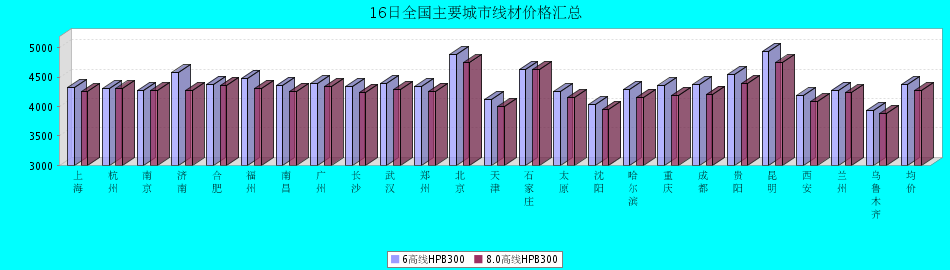 16日全国主要城市线材价格汇总
5000
4500
4000
3500
3000
上海
杭州
南京
济南
合肥
福州
南昌
广州
长沙
武汉
郑州
北京
天津
石家庄
太原
沈阳
哈尔滨
重庆
成都
贵阳
昆明
西安
兰州
乌鲁木齐
均价
6高线HPB300 8.0高线HPB300